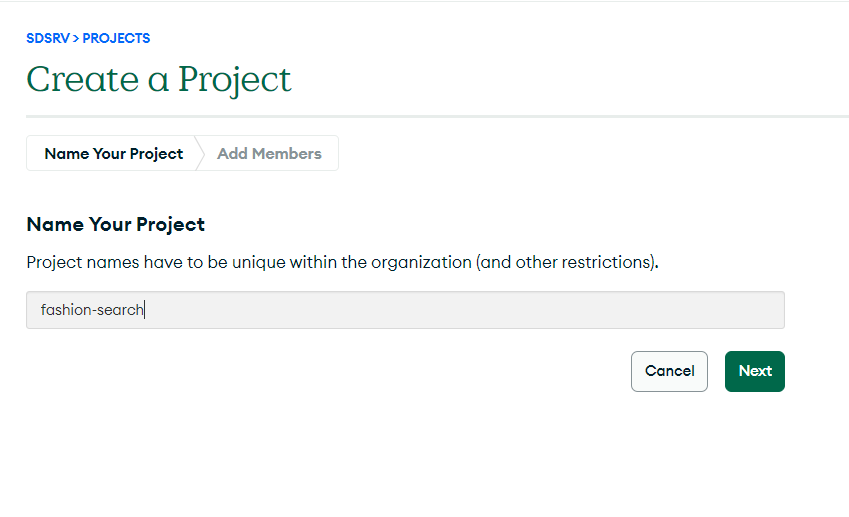 SDSRV > PROJECTS
Create a Project
Name Your Project
Add Members
Name Your Project
Project names have to be unique within the organization (and other restrictions).
fashion-search
Cancel
Next